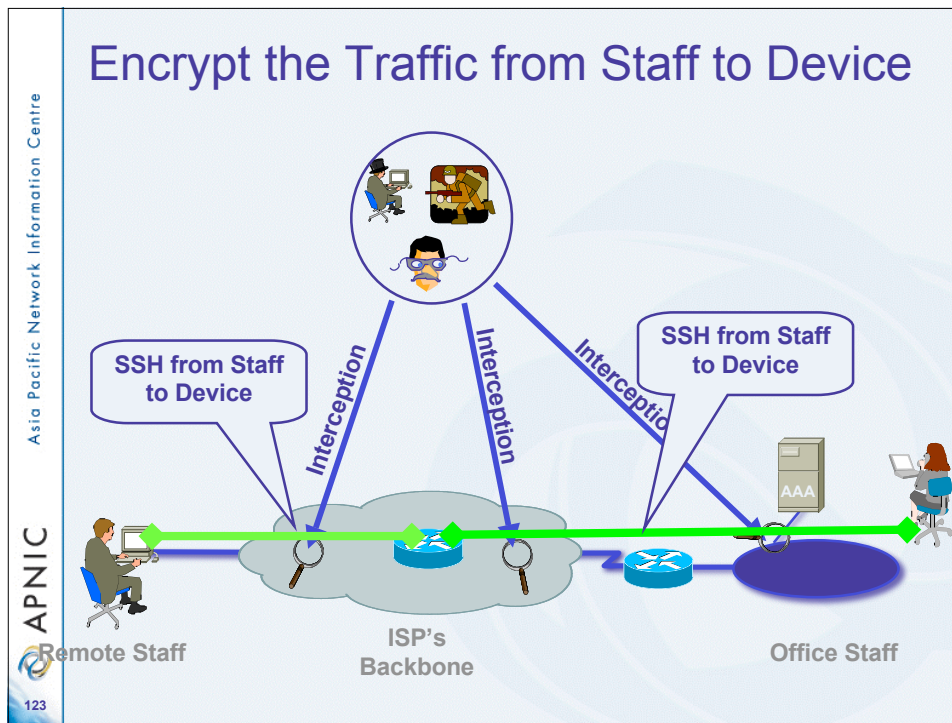 Encrypt the Traffic from Staff to Device
Asia Pacific Network Information Centre
SSH from Staff
to Device
Interception
Interception
Interceptio
SSH from Staff
to Device
AAA
APNIC
Remote Staff
ISP's
Backbone
Office Staff
123